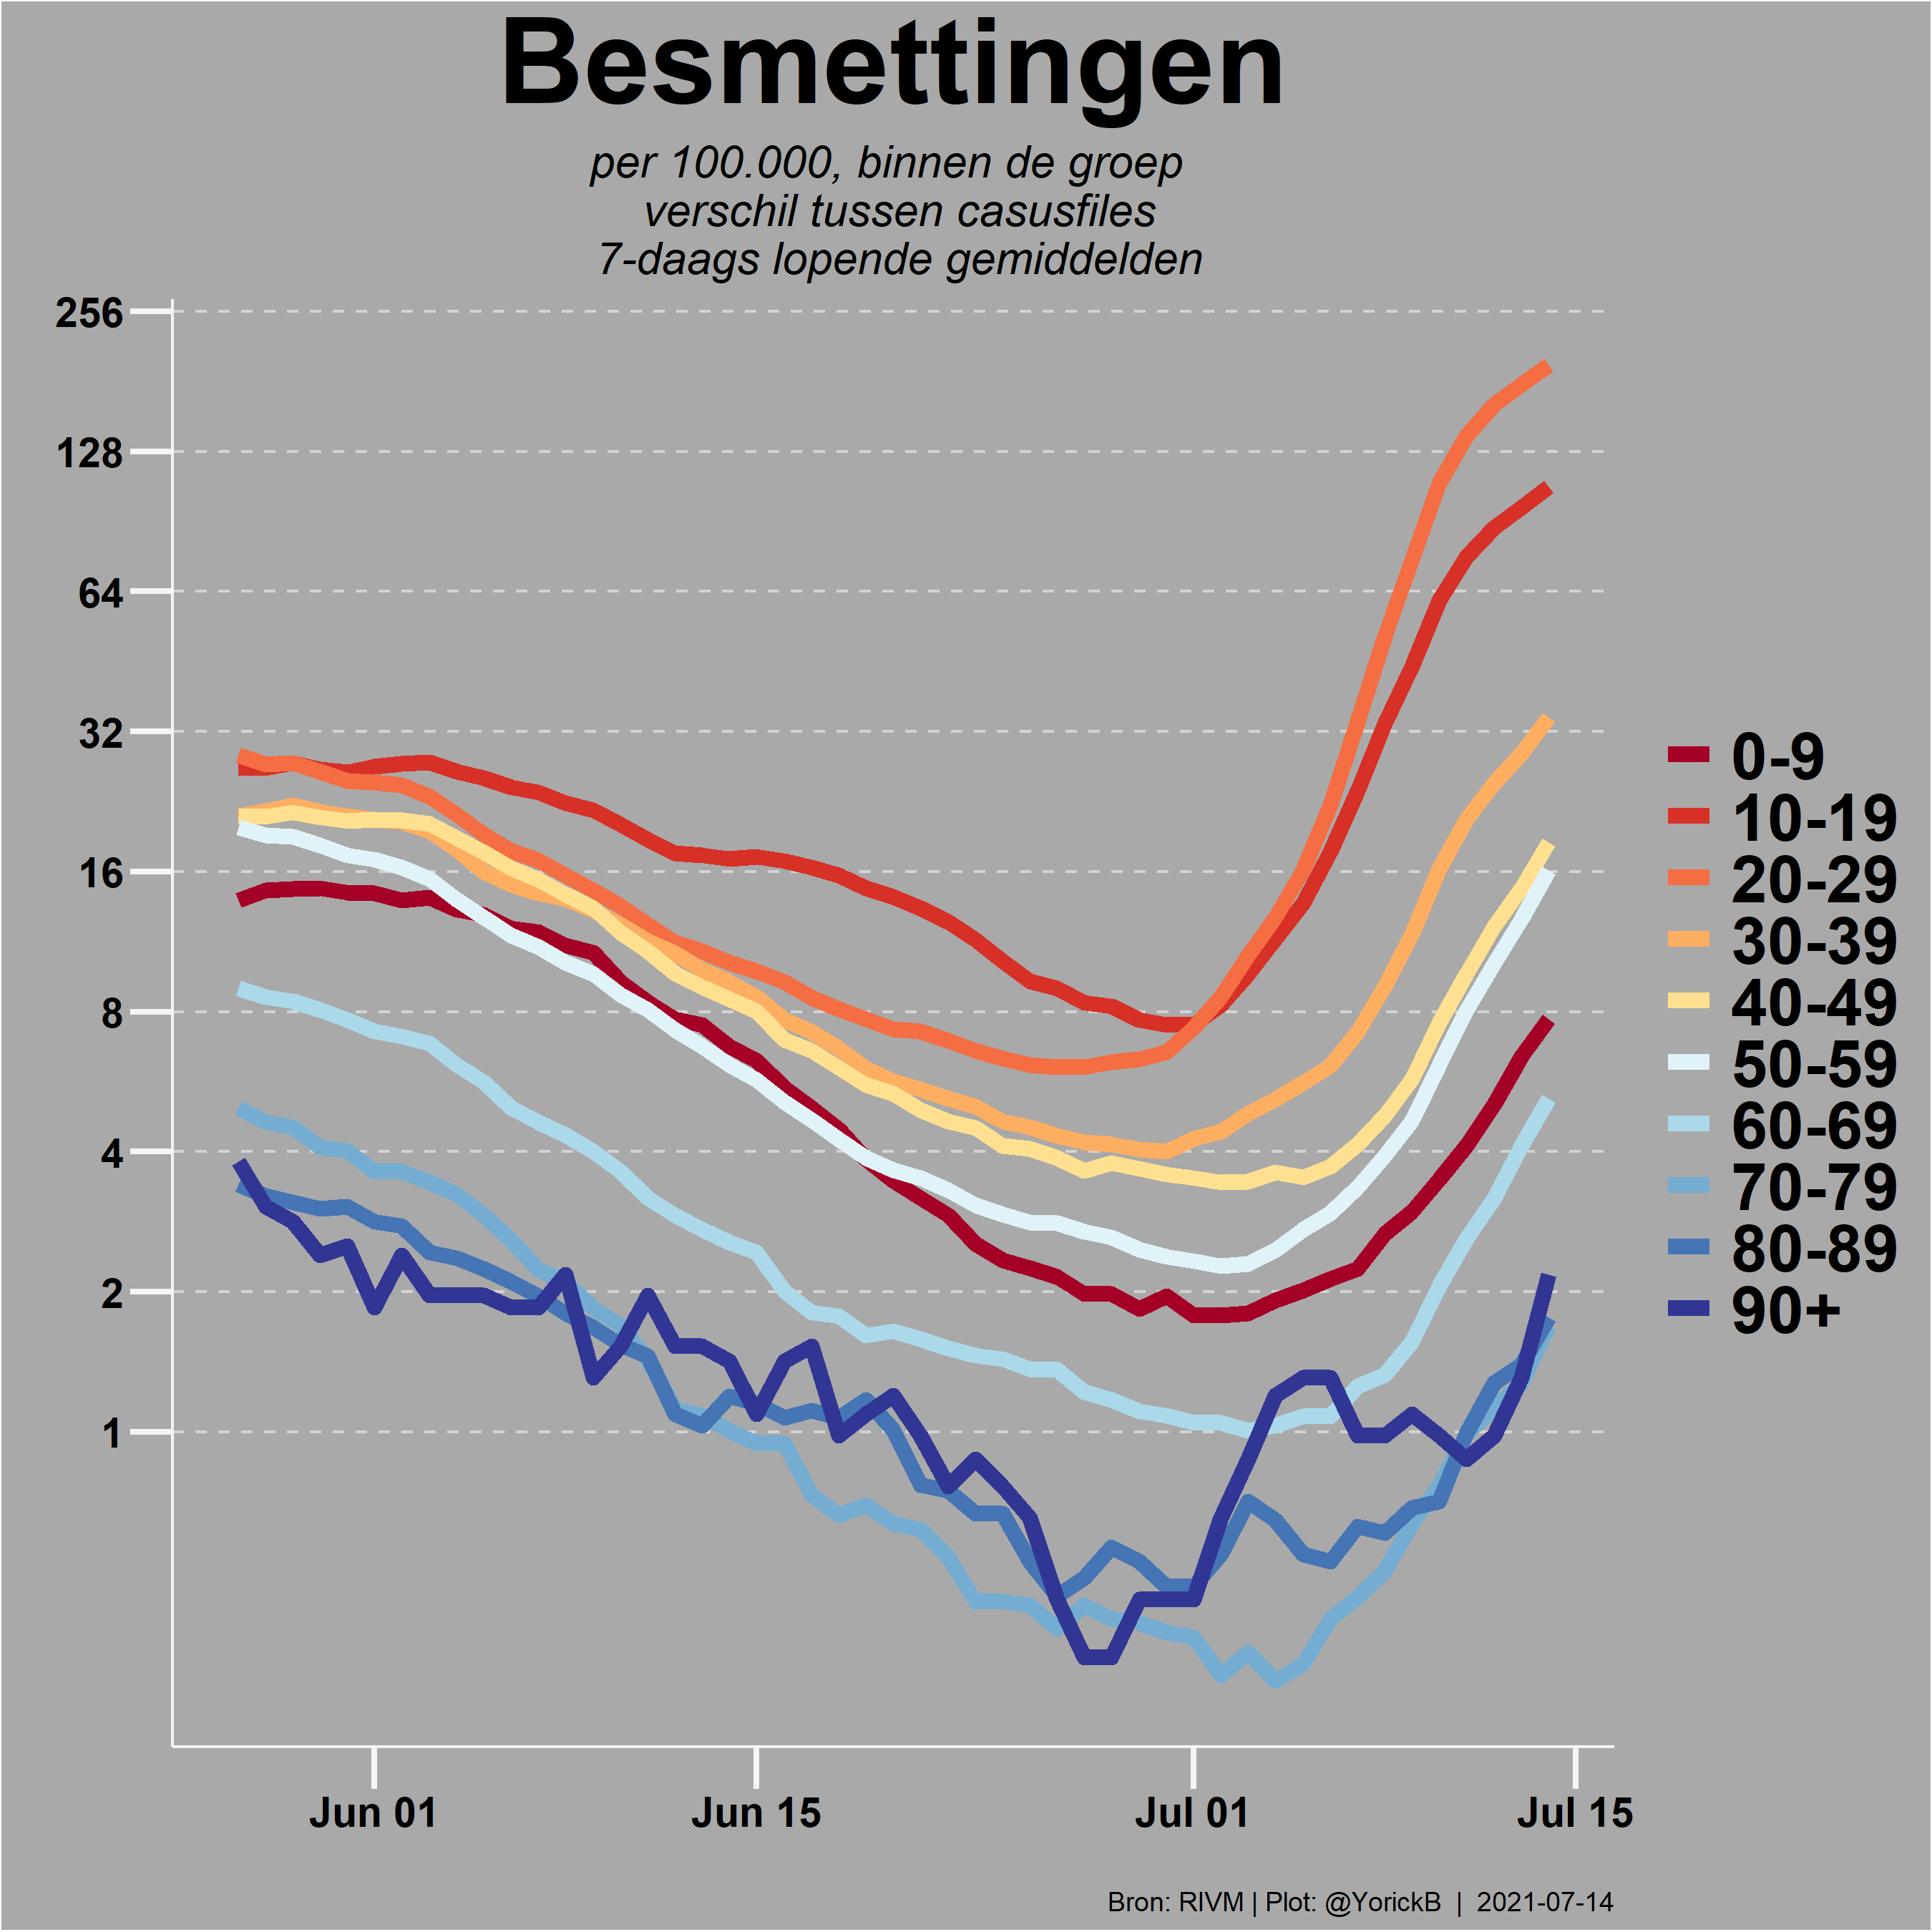 Besmettingen
per 100.000, binnen de groep
verschil tussen casusfiles
7-daags lopende gemiddelden
256
128
64
32
16
8
4
2
1
0-9
10-19
20-29
30-39
40-49
50-59
60-69
70-79
80-89
90+
Jun 01
Jun 15
Jul 01
Jul 15
Bron: RIVM | Plot: @YorickB | 2021-07-14